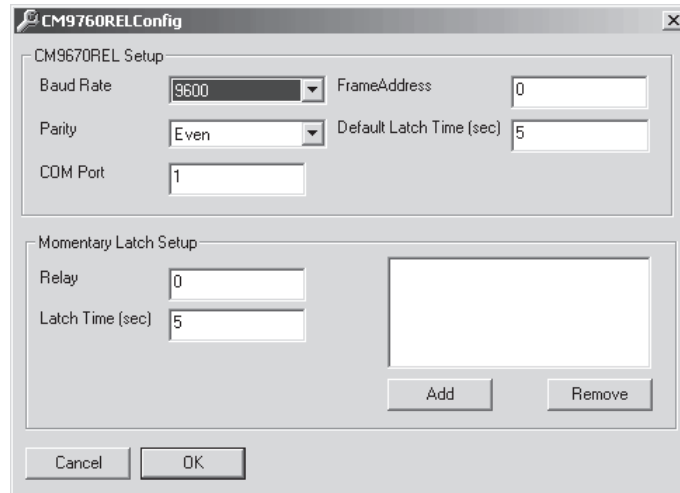 CM9760RELConfig
CM9670REL Setup
Baud Rate 9600 FrameAddress 0
Parity Even Default Latch Time (sec) 5
COM Port 1
Momentary Latch Setup
Relay 0
Latch Time (sec) 5
Add Remove
Cancel OK